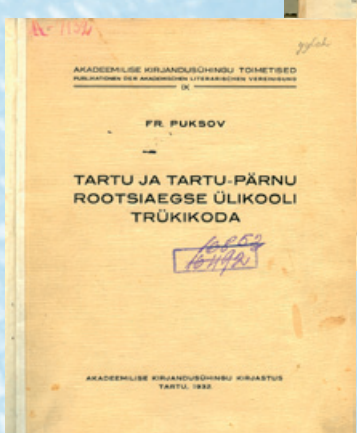 AKADEEMILISE KIRJANDUSÜHINGU TOIMETISED
PUBLIKATIONEN DER AKADEMISCHEN LITERARISCHEN VEREINIGUNG
IX
FR. PUKSOV
TARTU JA TARTU-PÄRNU
ROOTSIAEGSE ÜLIKOOLI
TRÜKIKODA
AKADEEMILISE KIRJANDUSÜHINGU KIRJASTUS
TARTU, 1932